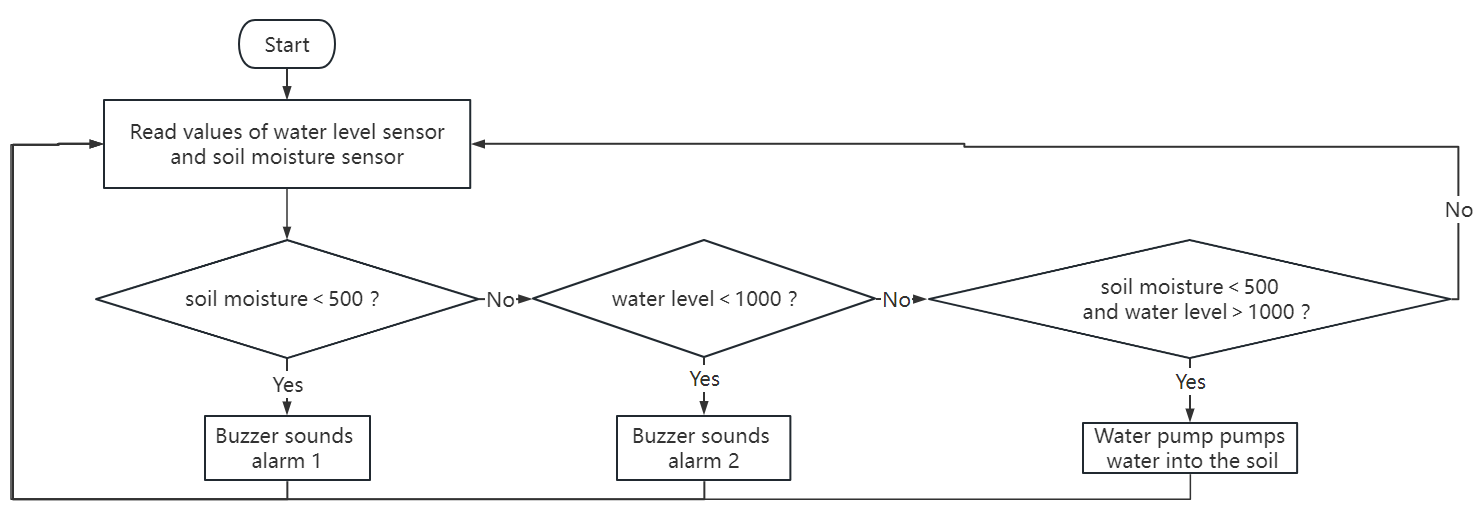 Start
Read values of water level sensor
and soil moisture sensor
No
soil moisture < 500 ?
No
water level < 1000 ?
No
soil moisture < 500
and water level > 1000 ?
Yes
Yes
Yes
Buzzer sounds
alarm 1
Buzzer sounds
alarm 2
Water pump pumps
water into the soil